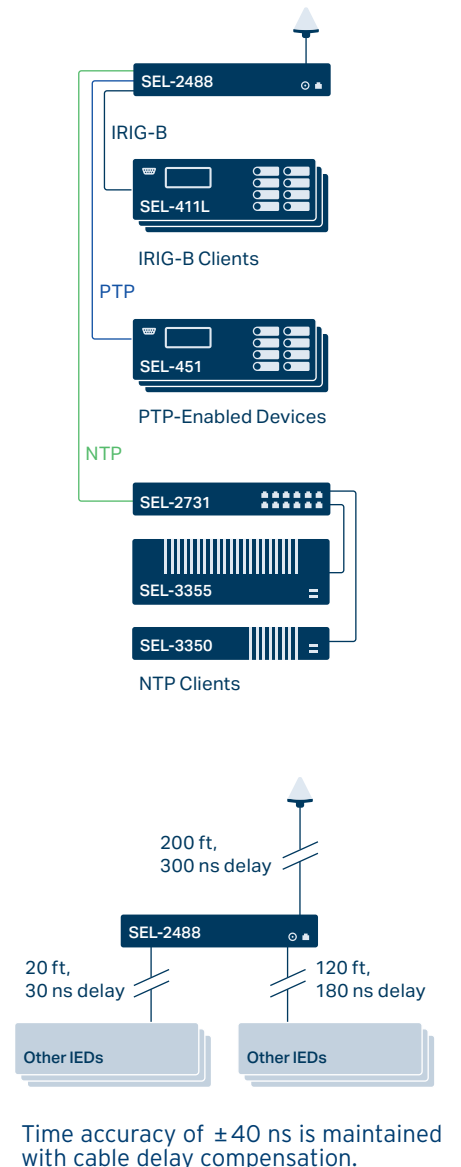 SEL-2488
IRIG-B
SEL-411L
IRIG-B Clients
PTP
SEL-451
PTP-Enabled Devices
NTP
SEL-2731
SEL-3355
SEL-3350
NTP Clients
200 ft,
300 ns delay
SEL-2488
20 ft,
30 ns delay
120 ft,
180 ns delay
Other IEDs
Other IEDs
Time accuracy of ±40 ns is maintained
with cable delay compensation.